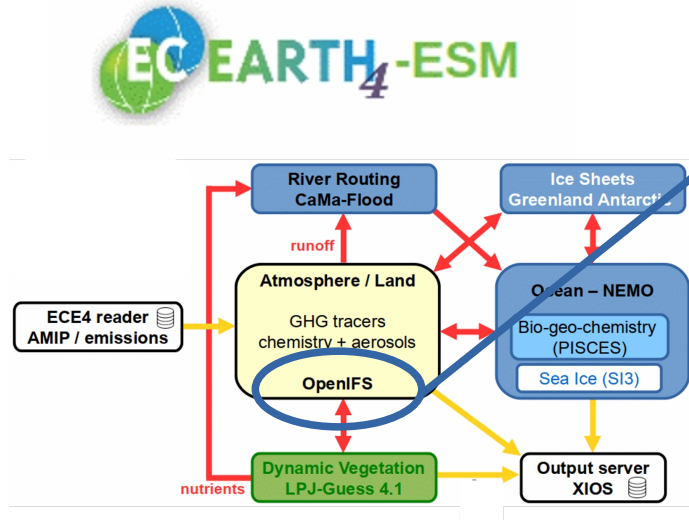 EC EARTH4-ESM
River Routing
CaMa-Flood
Ice Sheets
Greenland Antarctic
runoff
Atmosphere / Land
GHG tracers
chemistry + aerosols
OpenIFS
Ocean – NEMO
Bio-geo-chemistry
(PISCES)
Sea Ice (SI3)
ECE4 reader
AMIP / emissions
Dynamic Vegetation
LPJ-Guess 4.1
nutrients
Output server
XIOS